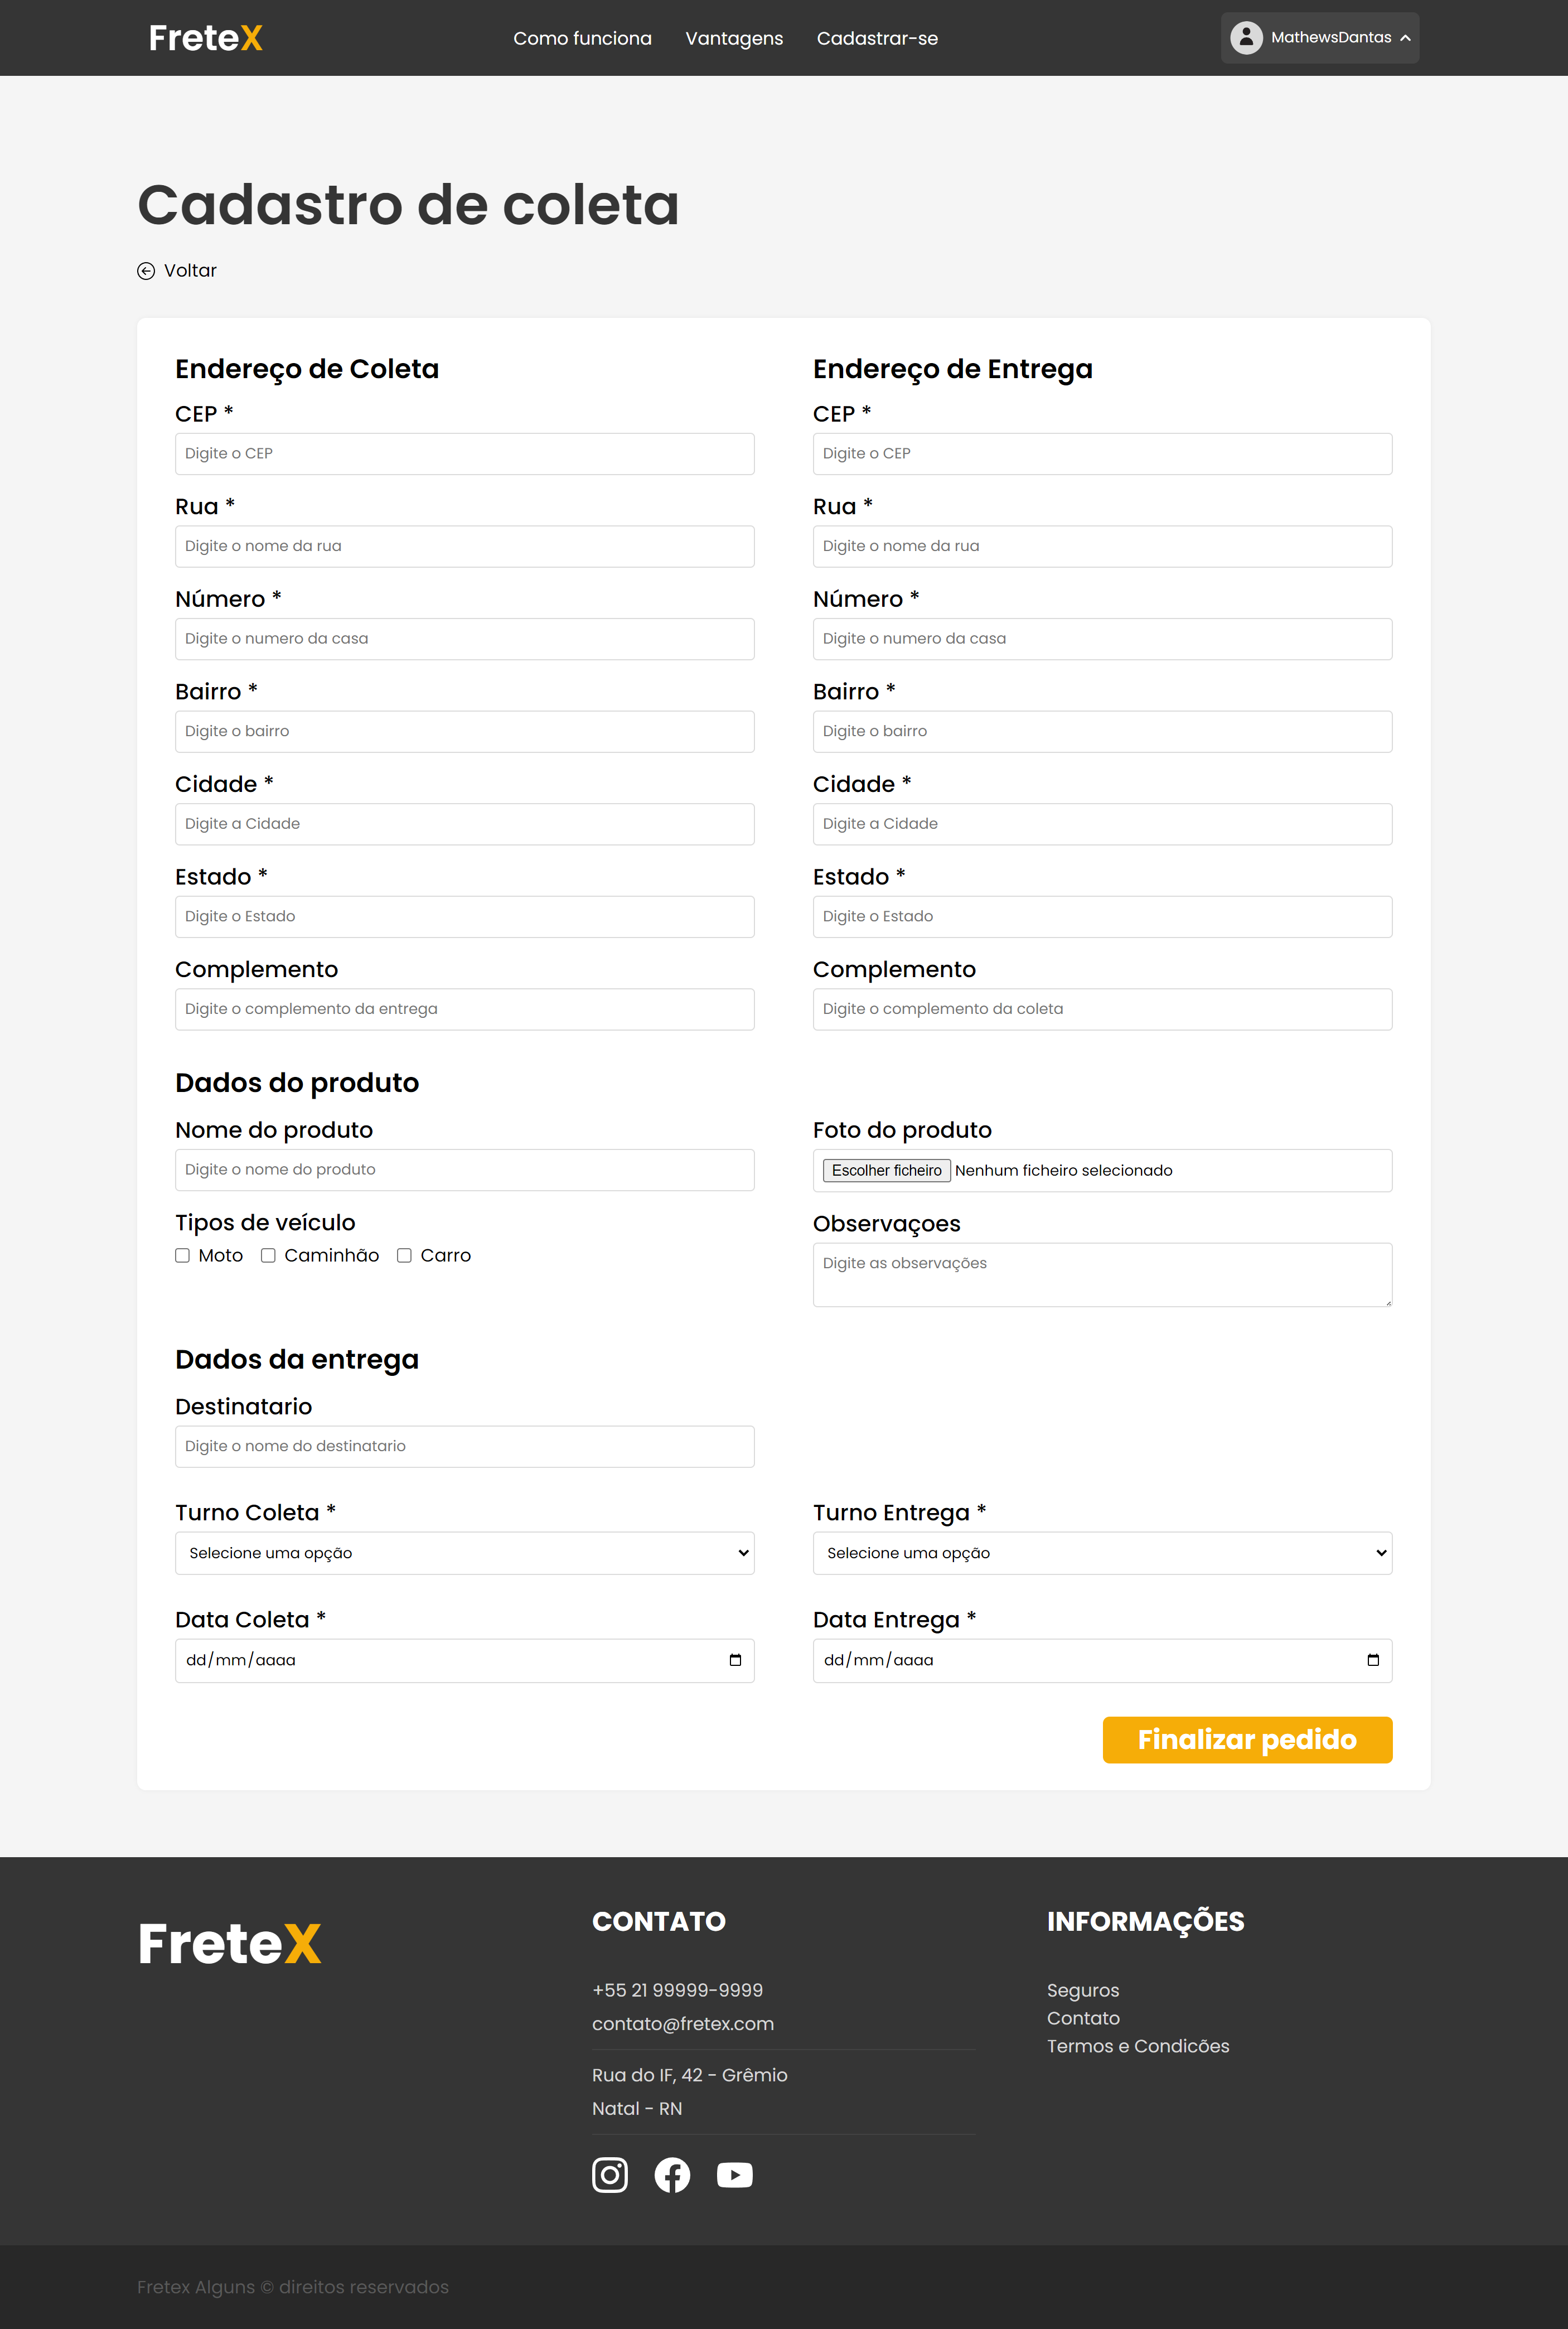 FreteX
Como funciona
Vantagens
Cadastrar-se
MathewsDantas
Cadastro de coleta
Voltar
Endereço de Coleta
CEP *
Digite o CEP
Rua *
Digite o nome da rua
Número *
Digite o numero da casa
Bairro *
Digite o bairro
Cidade *
Digite a Cidade
Estado *
Digite o Estado
Complemento
Digite o complemento da entrega
Endereço de Entrega
CEP *
Digite o CEP
Rua *
Digite o nome da rua
Número *
Digite o numero da casa
Bairro *
Digite o bairro
Cidade *
Digite a Cidade
Estado *
Digite o Estado
Complemento
Digite o complemento da coleta
Dados do produto
Nome do produto
Digite o nome do produto
Tipos de veículo
Moto
Caminhão
Carro
Foto do produto
Escolher ficheiro Nenhum ficheiro selecionado
Observaçoes
Digite as observações
Dados da entrega
Destinatario
Digite o nome do destinatario
Turno Coleta *
Selecione uma opção
Turno Entrega *
Selecione uma opção
Data Coleta *
dd/mm/aaaa
Data Entrega *
dd/mm/aaaa
Finalizar pedido
FreteX
CONTATO
+55 21 99999-9999
contato@fretex.com
Rua do IF, 42 - Grêmio
Natal - RN
INFORMAÇÕES
Seguros
Contato
Termos e Condicões
Fretex Alguns © direitos reservados